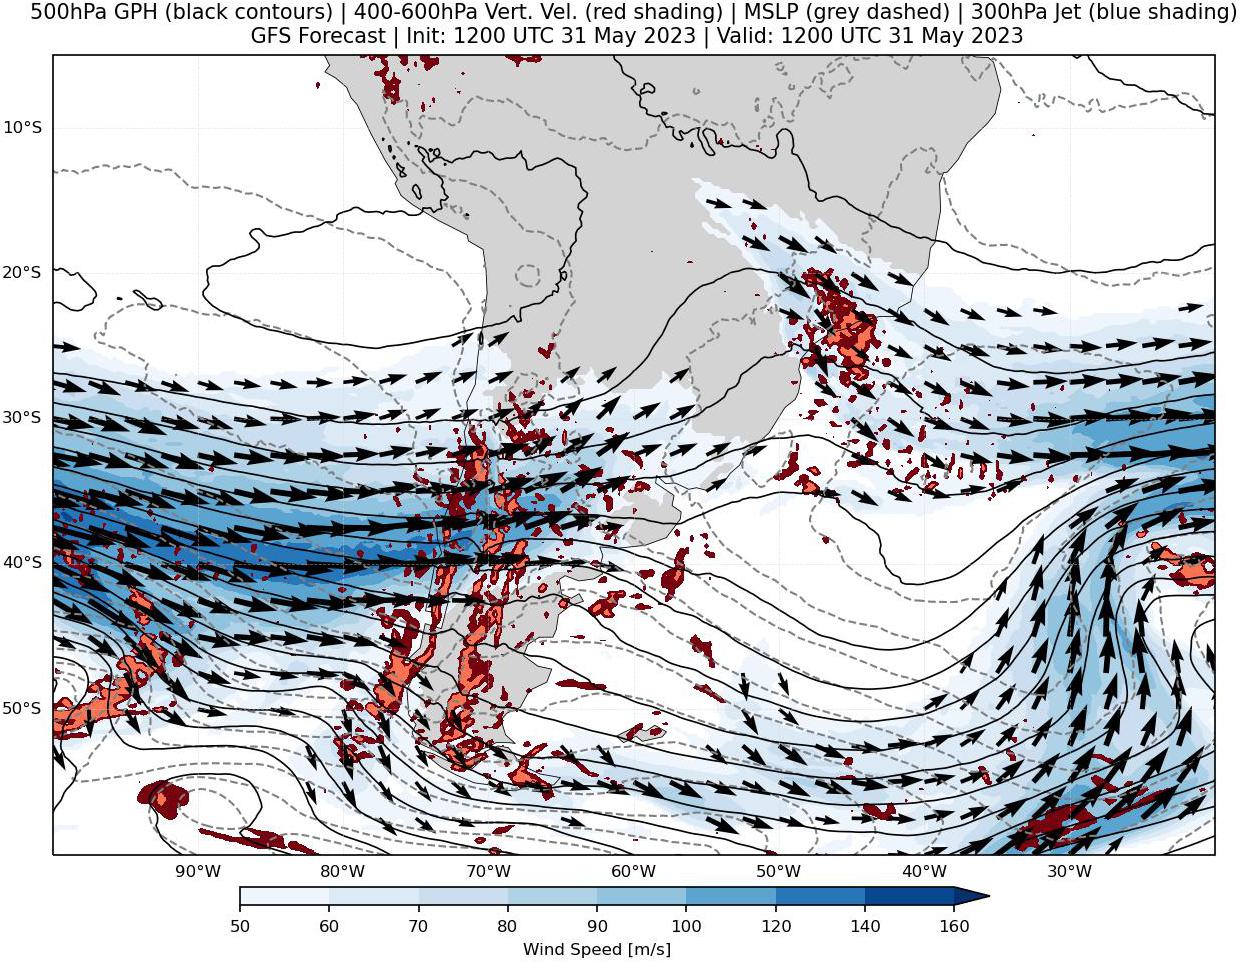 500hPa GPH (black contours) | 400-600hPa Vert. Vel. (red shading) | MSLP (grey dashed) | 300hPa Jet (blue shading)
GFS Forecast | Init: 1200 UTC 31 May 2023 | Valid: 1200 UTC 31 May 2023
10°S
20°S
30°S
40°S
50°S
90°W 80°W 70°W 60°W 50°W 40°W 30°W
50 60 70 80 90 100 120 140 160
Wind Speed [m/s]